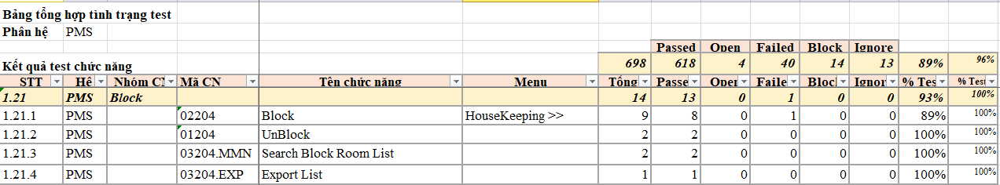 Bảng tổng hợp tình trạng test
Phân hệ PMS
Passed Open Failed Block Ignore
Kết quả test chức năng 698 618 4 40 14 13 89% 96%
STT Hệ Nhóm CN Mã CN Tên chức năng Menu Tổng Passe Open Faile Block Ignor % Tes % Test
1.21 PMS Block 14 13 0 1 0 0 93% 100%
1.21.1 PMS 02204 Block HouseKeeping >> 9 8 0 1 0 0 89% 100%
1.21.2 PMS 01204 UnBlock 2 2 0 0 0 0 100% 100%
1.21.3 PMS 03204.MMN Search Block Room List 2 2 0 0 0 0 100% 100%
1.21.4 PMS 03204.EXP Export List 1 1 0 0 0 0 100% 100%